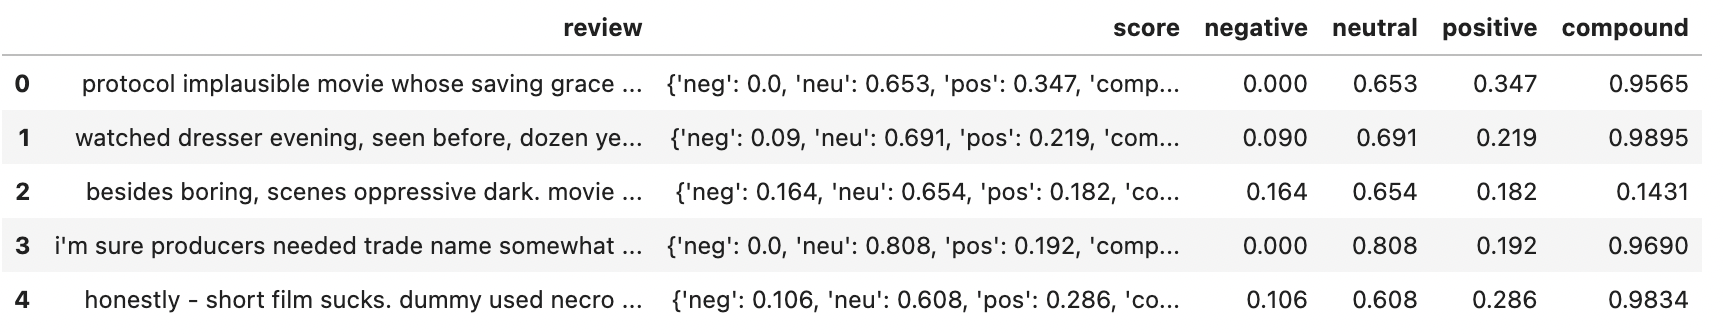 review score negative neutral positive compound
0 protocol implausible movie whose saving grace ... {'neg': 0.0, 'neu': 0.653, 'pos': 0.347, 'comp... 0.000 0.653 0.347 0.9565
1 watched dresser evening, seen before, dozen ye... {'neg': 0.09, 'neu': 0.691, 'pos': 0.219, 'com... 0.090 0.691 0.219 0.9895
2 besides boring, scenes oppressive dark. movie ... {'neg': 0.164, 'neu': 0.654, 'pos': 0.182, 'co... 0.164 0.654 0.182 0.1431
3 i'm sure producers needed trade name somewhat ... {'neg': 0.0, 'neu': 0.808, 'pos': 0.192, 'comp... 0.000 0.808 0.192 0.9690
4 honestly - short film sucks. dummy used necro ... {'neg': 0.106, 'neu': 0.608, 'pos': 0.286, 'co... 0.106 0.608 0.286 0.9834